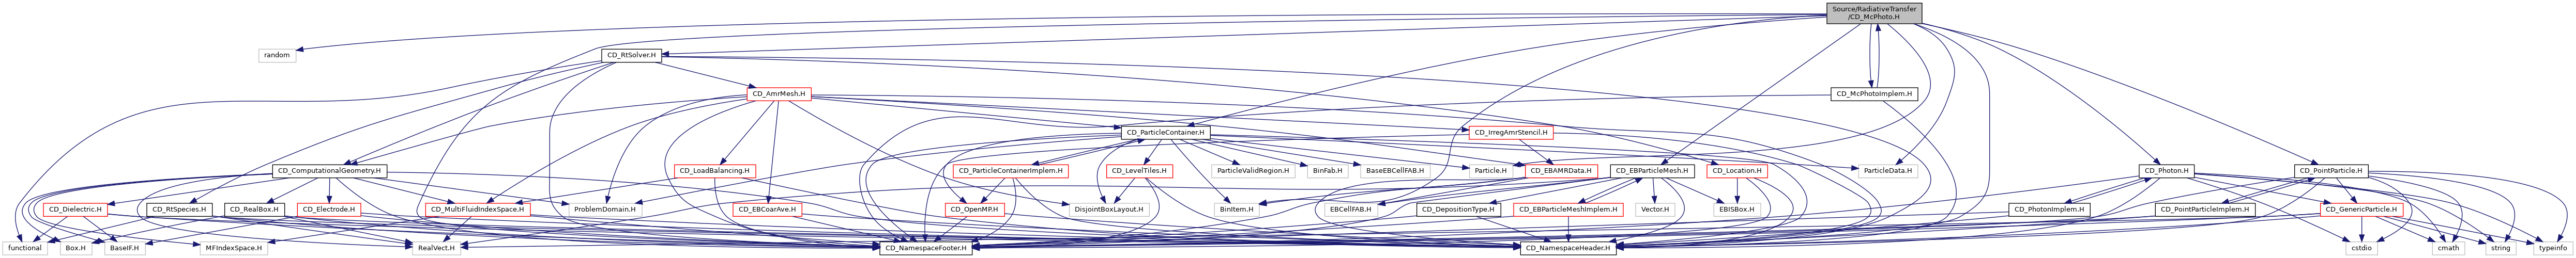 Source/RadiativeTransfer
/CD_McPhoto.H
random
CD_RtSolver.H
CD_AmrMesh.H
CD_McPhotoImplem.H
CD_ParticleContainer.H
CD_IrregAmrStencil.H
CD_ComputationalGeometry.H
CD_LoadBalancing.H
CD_ParticleContainerImplem.H
CD_LevelTiles.H
ParticleValidRegion.H
BinFab.H
BaseEBCellFAB.H
Particle.H
CD_EBAMRData.H
CD_EBParticleMesh.H
CD_Location.H
ParticleData.H
CD_Photon.H
CD_PointParticle.H
CD_Dielectric.H
CD_RtSpecies.H
CD_RealBox.H
CD_Electrode.H
CD_MultiFluidIndexSpace.H
ProblemDomain.H
CD_EBCoarAve.H
CD_OpenMP.H
DisjointBoxLayout.H
BinItem.H
EBCellFAB.H
CD_DepositionType.H
CD_EBParticleMeshImplem.H
Vector.H
EBISBox.H
CD_PhotonImplem.H
CD_PointParticleImplem.H
CD_GenericParticle.H
functional
Box.H
BaseIF.H
MFIndexSpace.H
RealVect.H
CD_NamespaceFooter.H
CD_NamespaceHeader.H
cstdio
cmath
string
typeinfo